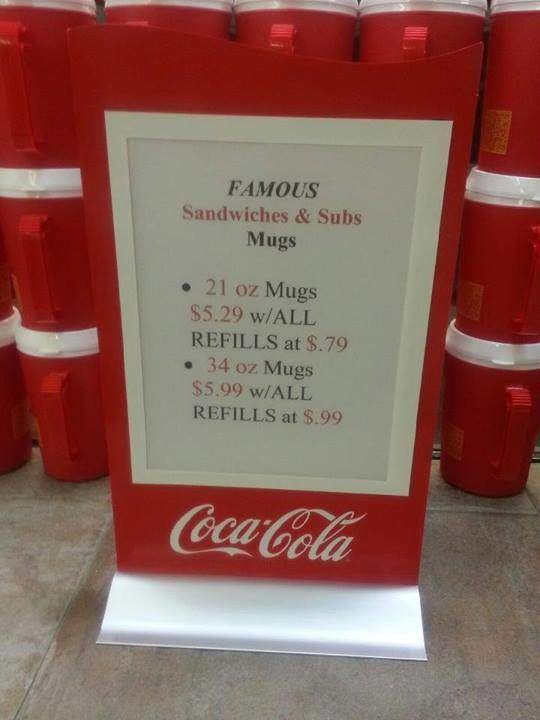 FAMOUS
Sandwiches & Subs
Mugs
• 21 oz Mugs
$5.29 w/ALL
REFILLS at $.79
• 34 oz Mugs
$5.99 w/ALL
REFILLS at $.99
Coca-Cola